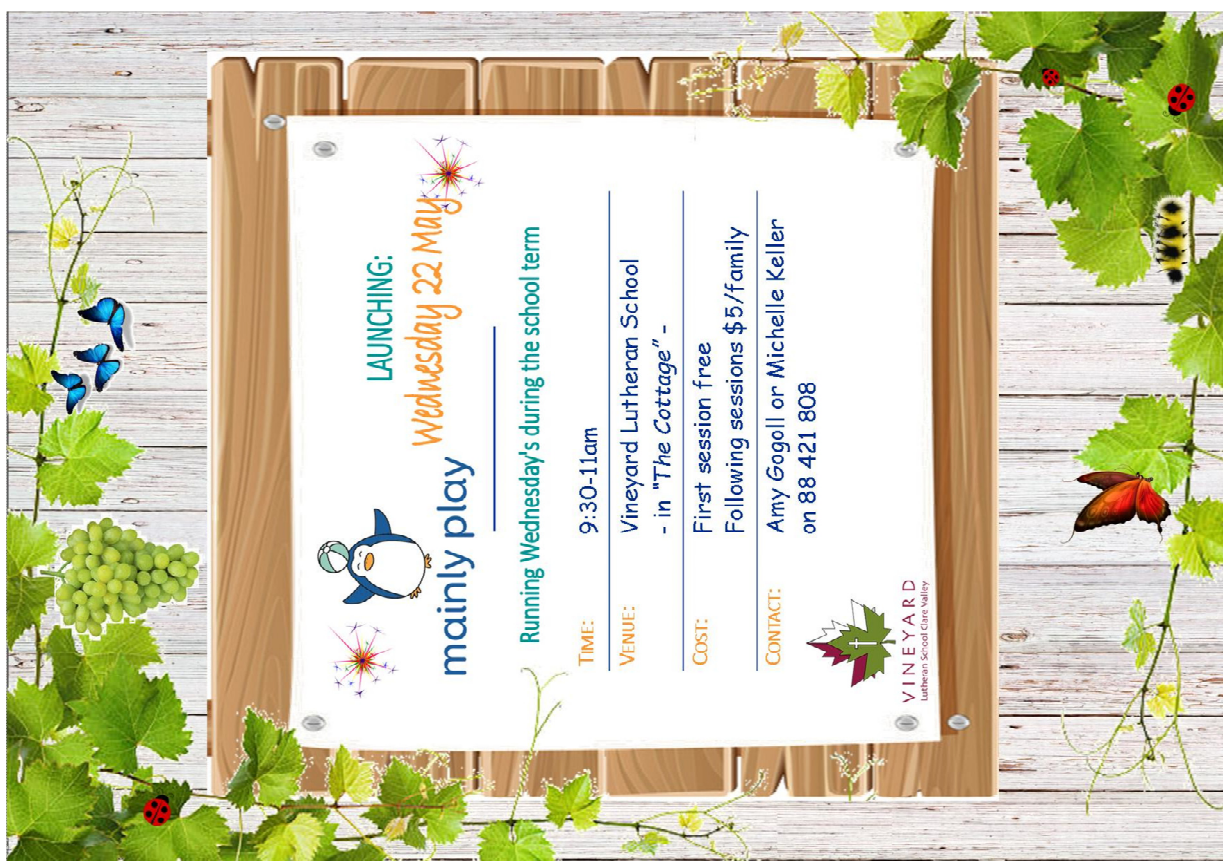 LAUNCHING:
mainly play
Wednesday 22 May
Running Wednesday's during the school term
TIME: 9:30-11am
VENUE: Vineyard Lutheran School
- in "The Cottage" -
COST: First session free
Following sessions $5/family
CONTACT: Amy Gogoll or Michelle Keller
on 88 421 808
VINEYARD
Lutheran School Clare Valley